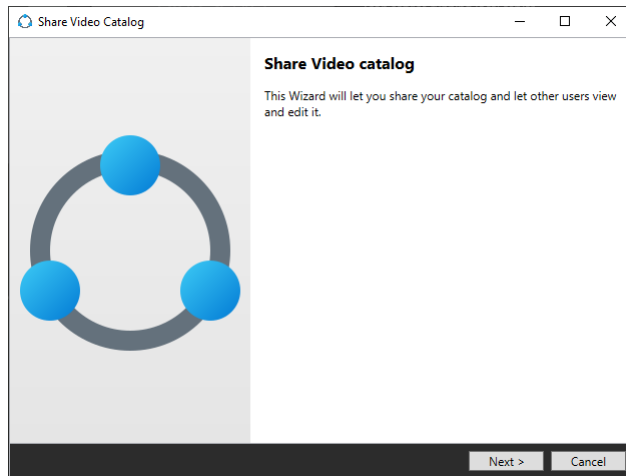 Share Video Catalog
Share Video catalog
This Wizard will let you share your catalog and let other users view
and edit it.
Next >
Cancel